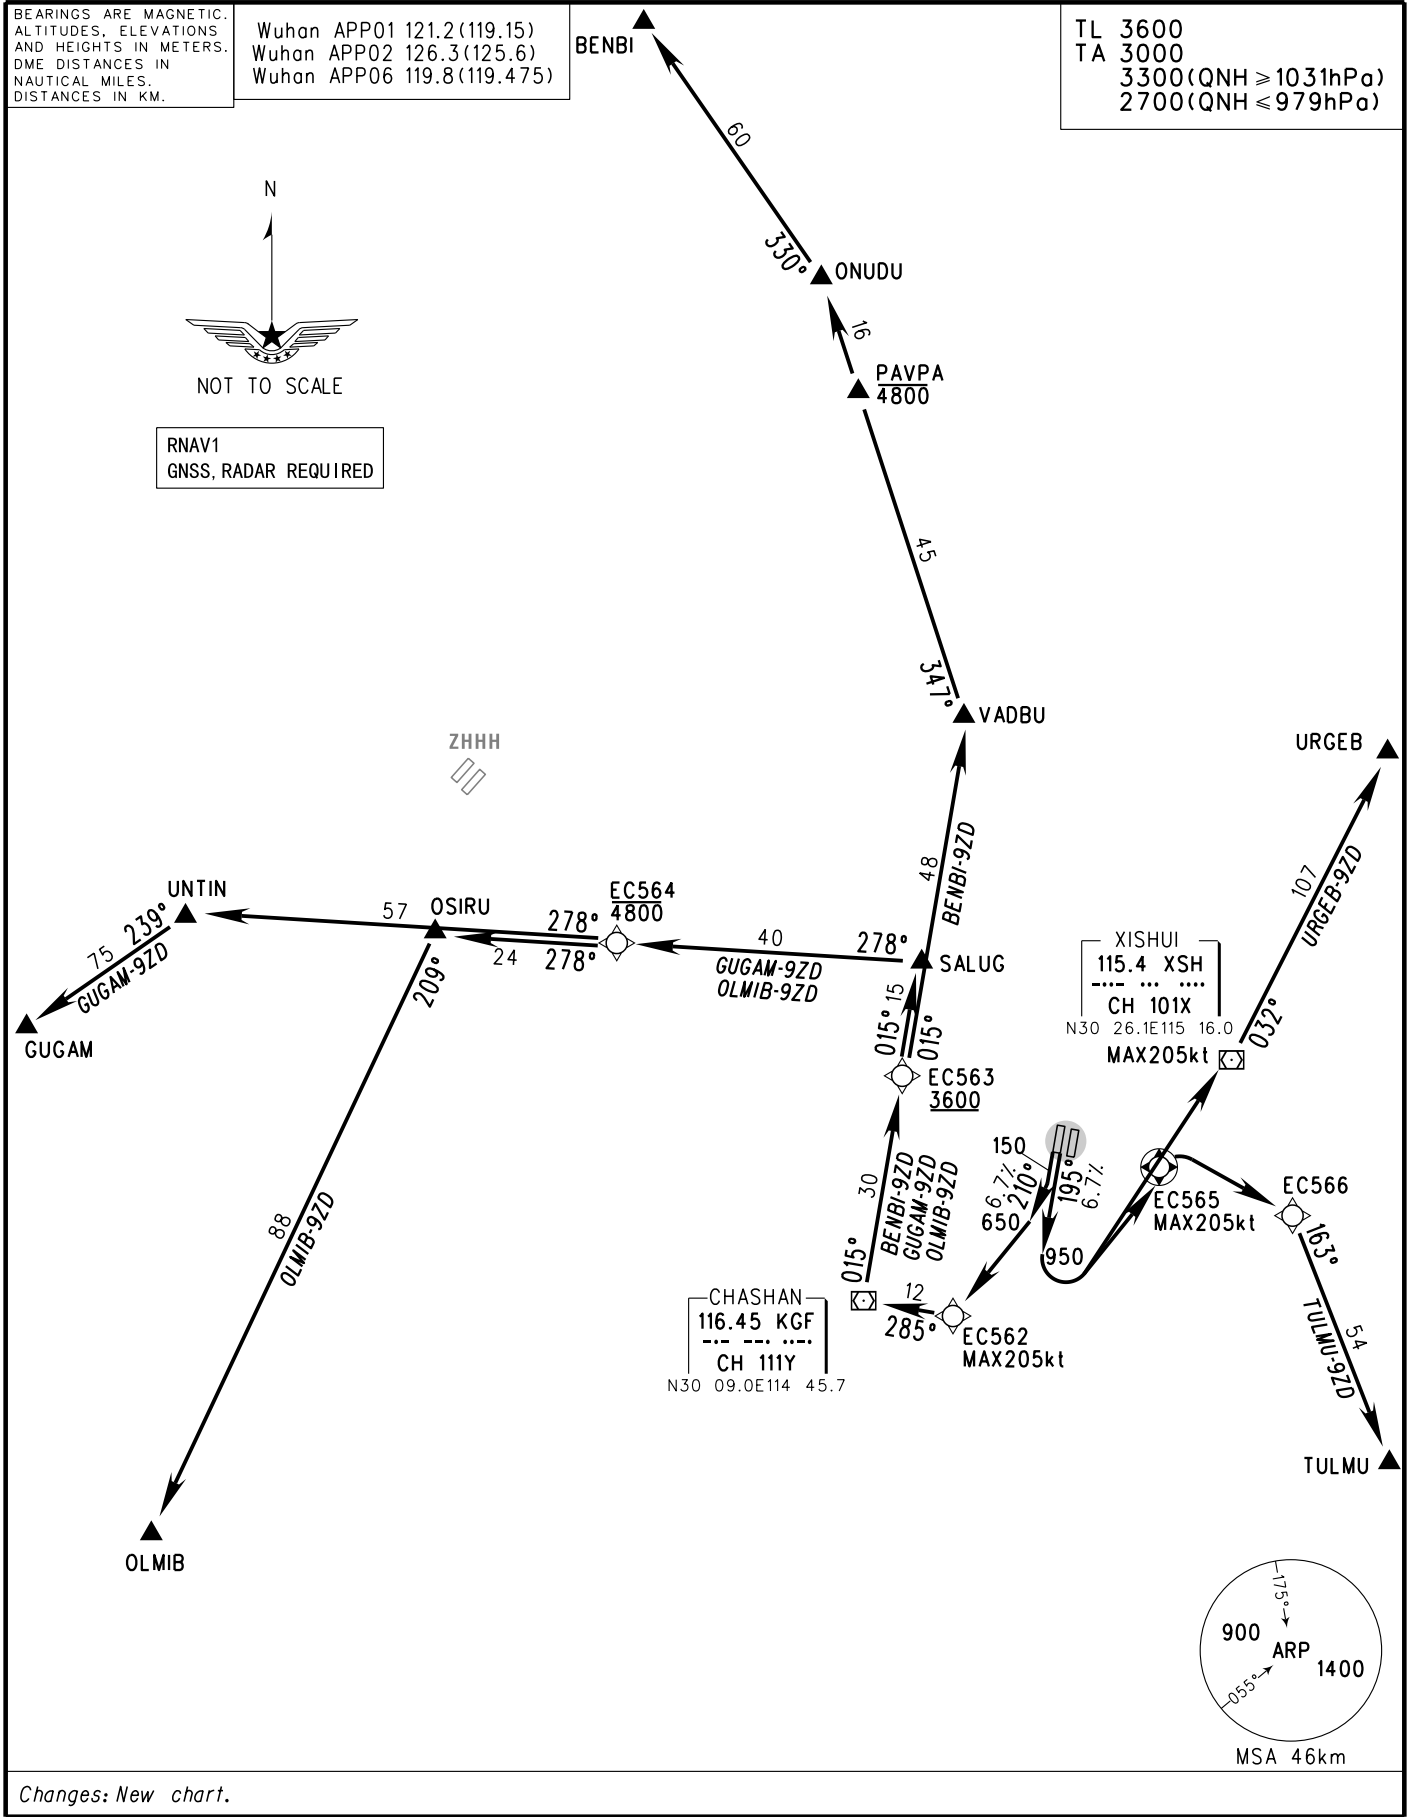 BEARINGS ARE MAGNETIC.
ALTITUDES, ELEVATIONS
AND HEIGHTS IN METERS.
DME DISTANCES IN
NAUTICAL MILES.
DISTANCES IN KM.
Wuhan APP01 121.2(119.15)
Wuhan APP02 126.3(125.6)
Wuhan APP06 119.8(119.475)
TL 3600
TA 3000
3300(QNH ≥1031hPa)
2700(QNH ≤979hPa)
BENBI
60
330°
ONUDU
16
PAVPA
4800
N
NOT TO SCALE
RNAV1
GNSS, RADAR REQUIRED
45
347°
VADBU
ZHHH
URGEB
107
URGEB-9ZD
032°
48
BENBI-9ZD
UNTIN
57
OSIRU
EC564
4800
278°
24
278°
40
278°
GUGAM-9ZD
OLMIB-9ZD
SALUG
239°
75
GUGAM-9ZD
GUGAM
209°
15
015°
015°
XISHUI
115.4 XSH
-··- ··· ····
CH 101X
N30 26.1E115 16.0
MAX205kt
EC563
3600
150
6.7%
210°
195°
6.7%
650
950
EC565
MAX205kt
EC566
163°
30
BENBI-9ZD
GUGAM-9ZD
OLMIB-9ZD
015°
88
OLMIB-9ZD
CHASHAN
116.45 KGF
-·- --· ··-·
CH 111Y
N30 09.0E114 45.7
12
285°
EC562
MAX205kt
54
TULMU-9ZD
TULMU
OLMIB
175°
900
ARP
1400
055°
MSA 46km
Changes: New chart.